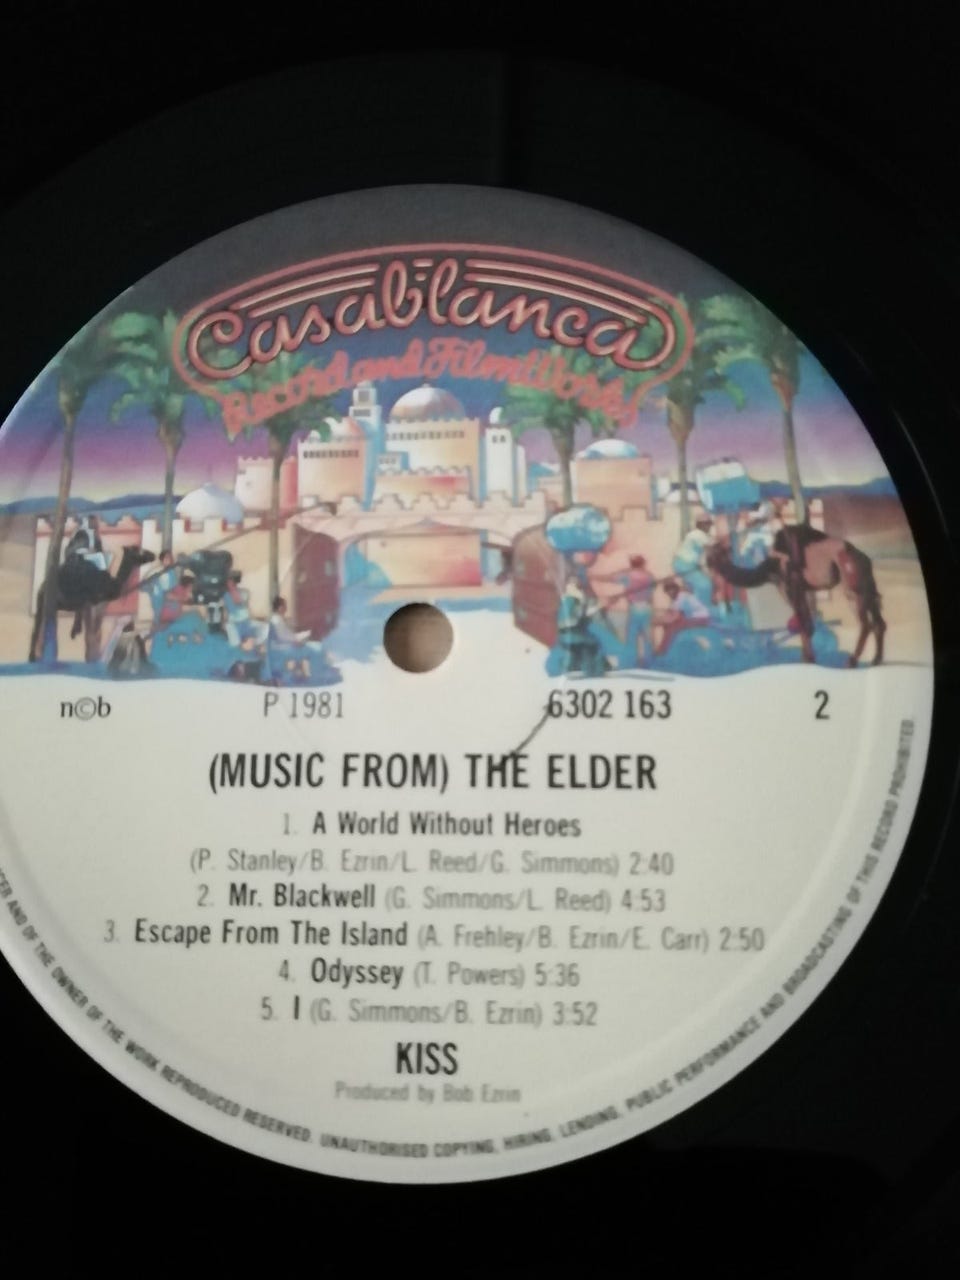 Casablanca
Record and FilmWorks
n©b P 1981 6302 163 2
(MUSIC FROM) THE ELDER
1. A World Without Heroes
(P. Stanley/B. Ezrin/L. Reed/G. Simmons) 2:40
2. Mr. Blackwell (G. Simmons/L. Reed) 4:53
3. Escape From The Island (A. Frehley/B. Ezrin/E. Carr) 2:50
4. Odyssey (T. Powers) 5:36
5. I (G. Simmons/B. Ezrin) 3:52
KISS
Produced by Bob Ezrin
AND OF THE OWNER OF THE WORK REPRODUCED RESERVED. UNAUTHORISED COPYING, HIRING, LENDING, PUBLIC PERFORMANCE AND BROADCASTING OF THIS RECORD PROHIBITED.